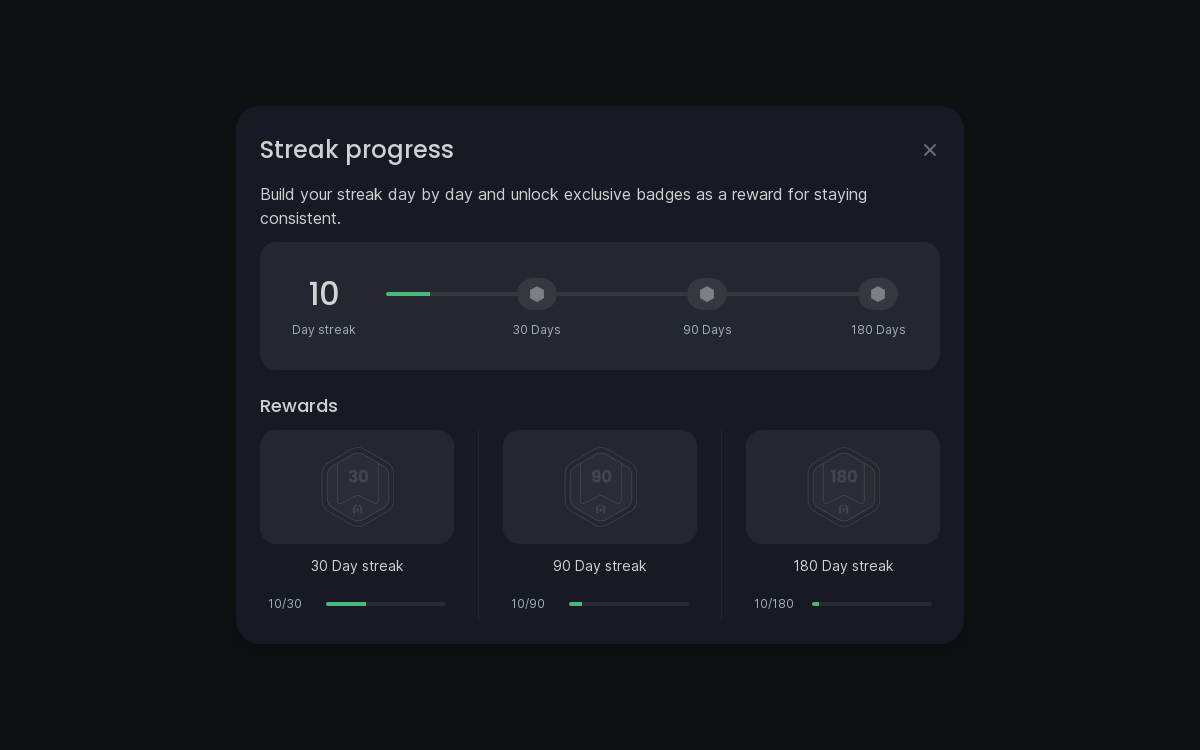 Streak progress
Build your streak day by day and unlock exclusive badges as a reward for staying
consistent.
10
Day streak
30 Days
90 Days
180 Days
Rewards
30
90
180
30 Day streak
90 Day streak
180 Day streak
10/30
10/90
10/180